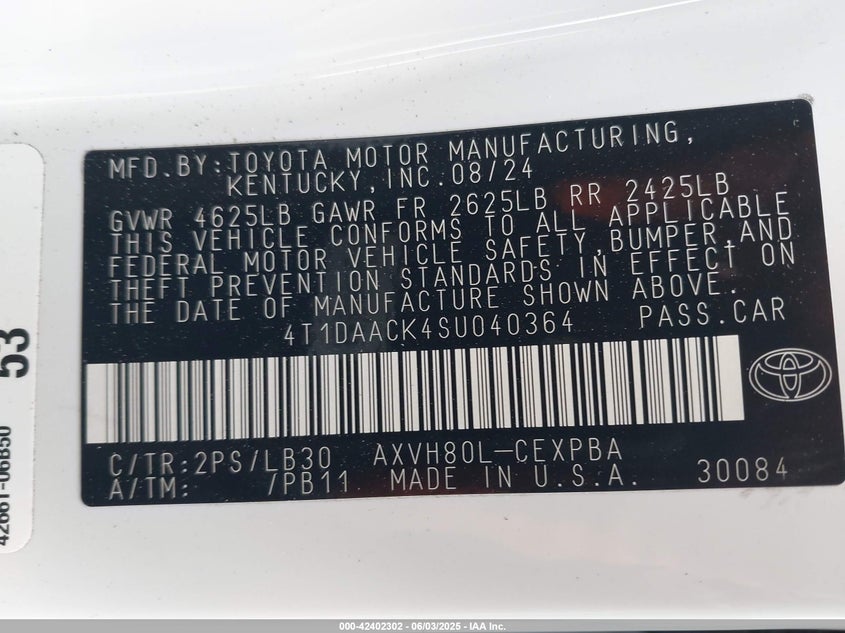 MFD.BY:TOYOTA MOTOR MANUFACTURING,
KENTUCKY,INC.08/24
GVWR 4625LB GAWR FR 2625LB RR 2425LB
THIS VEHICLE CONFORMS TO ALL APPLICABLE
FEDERAL MOTOR VEHICLE SAFETY,BUMPER,AND
THEFT PREVENTION STANDARDS IN EFFECT ON
THE DATE OF MANUFACTURE SHOWN ABOVE.
4T1DAACK4SU040364 PASS.CAR
C/TR:2PS/LB30 AXVH80L-CEXPBA
A/TM: /PB11 MADE IN U.S.A. 30084
53
42661-06B50
000-42402302 - 06/03/2025 - IAA Inc.